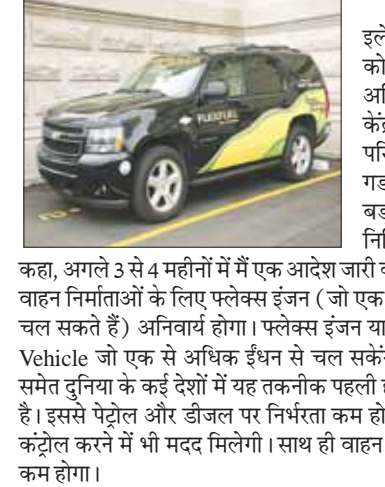 FLEXFUEL
इले
को
अि
केंद्र
परि
गड
बड
निि
कहा, अगले 3 से 4 महीनों में मैं एक आदेश जारी क
वाहन निर्माताओं के लिए फ्लेक्स इंजन (जो एक
चल सकते हैं) अनिवार्य होगा। फ्लेक्स इंजन या
Vehicle जो एक से अधिक ईंधन से चल सकें
समेत दुनिया के कई देशों में यह तकनीक पहली ह
है। इससे पेट्रोल और डीजल पर निर्भरता कम हो
कंट्रोल करने में भी मदद मिलेगी। साथ ही वाहन
कम होगा।